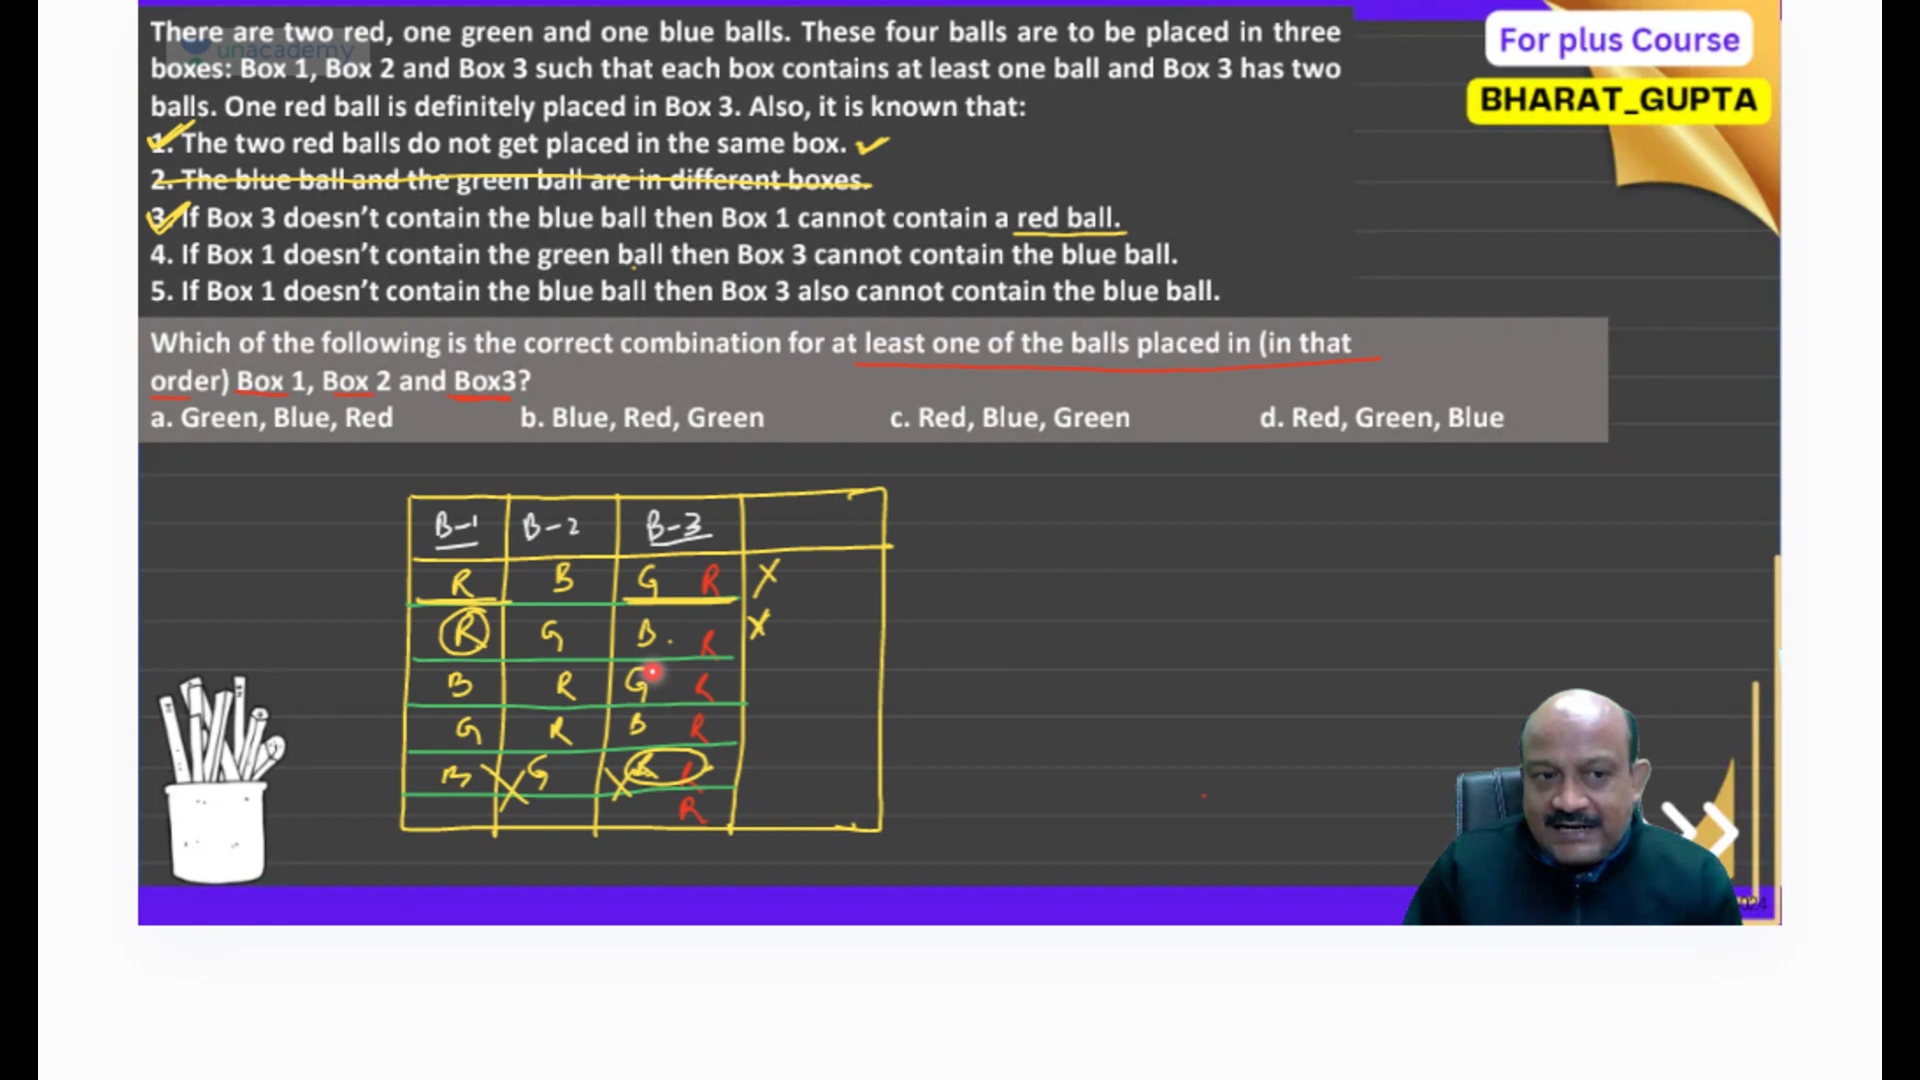 There are two red, one green and one blue balls. These four balls are to be placed in three
unacademy
boxes: Box 1, Box 2 and Box 3 such that each box contains at least one ball and Box 3 has two
balls. One red ball is definitely placed in Box 3. Also, it is known that:
1. The two red balls do not get placed in the same box.
2. The blue ball and the green ball are in different boxes.
3. If Box 3 doesn't contain the blue ball then Box 1 cannot contain a red ball.
4. If Box 1 doesn't contain the green ball then Box 3 cannot contain the blue ball.
5. If Box 1 doesn't contain the blue ball then Box 3 also cannot contain the blue ball.
For plus Course
BHARAT_GUPTA
Which of the following is the correct combination for at least one of the balls placed in (in that
order) Box 1, Box 2 and Box3?
a. Green, Blue, Red b. Blue, Red, Green c. Red, Blue, Green d. Red, Green, Blue
B-1 B-2 B-3
R B G R X
R G B. R X
B R G R
G R B R
B X G X R R
R